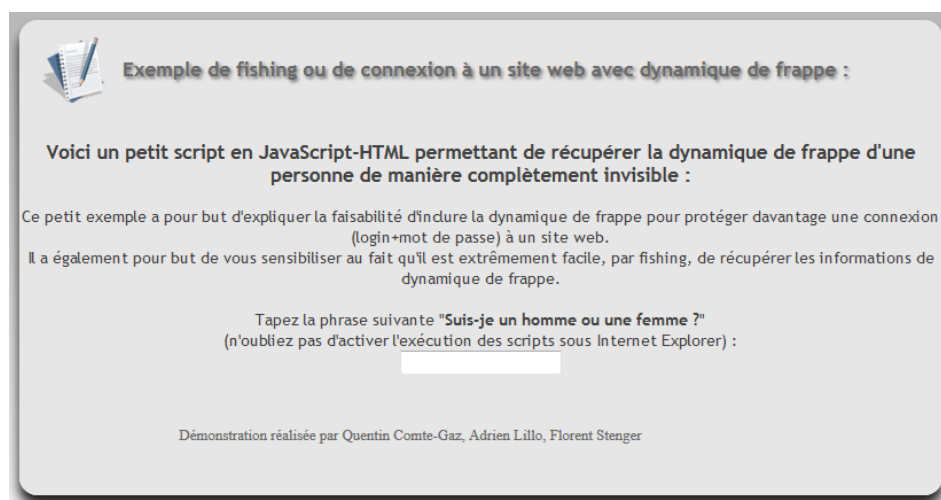 Exemple de fishing ou de connexion à un site web avec dynamique de frappe :
Voici un petit script en JavaScript-HTML permettant de récupérer la dynamique de frappe d'une
personne de manière complètement invisible :
Ce petit exemple a pour but d'expliquer la faisabilité d'inclure la dynamique de frappe pour protéger davantage une connexion
(login+mot de passe) à un site web.
Il a également pour but de vous sensibiliser au fait qu'il est extrêmement facile, par fishing, de récupérer les informations de
dynamique de frappe.
Tapez la phrase suivante "Suis-je un homme ou une femme ?"
(n'oubliez pas d'activer l'exécution des scripts sous Internet Explorer) :
Démonstration réalisée par Quentin Comte-Gaz, Adrien Lillo, Florent Stenger